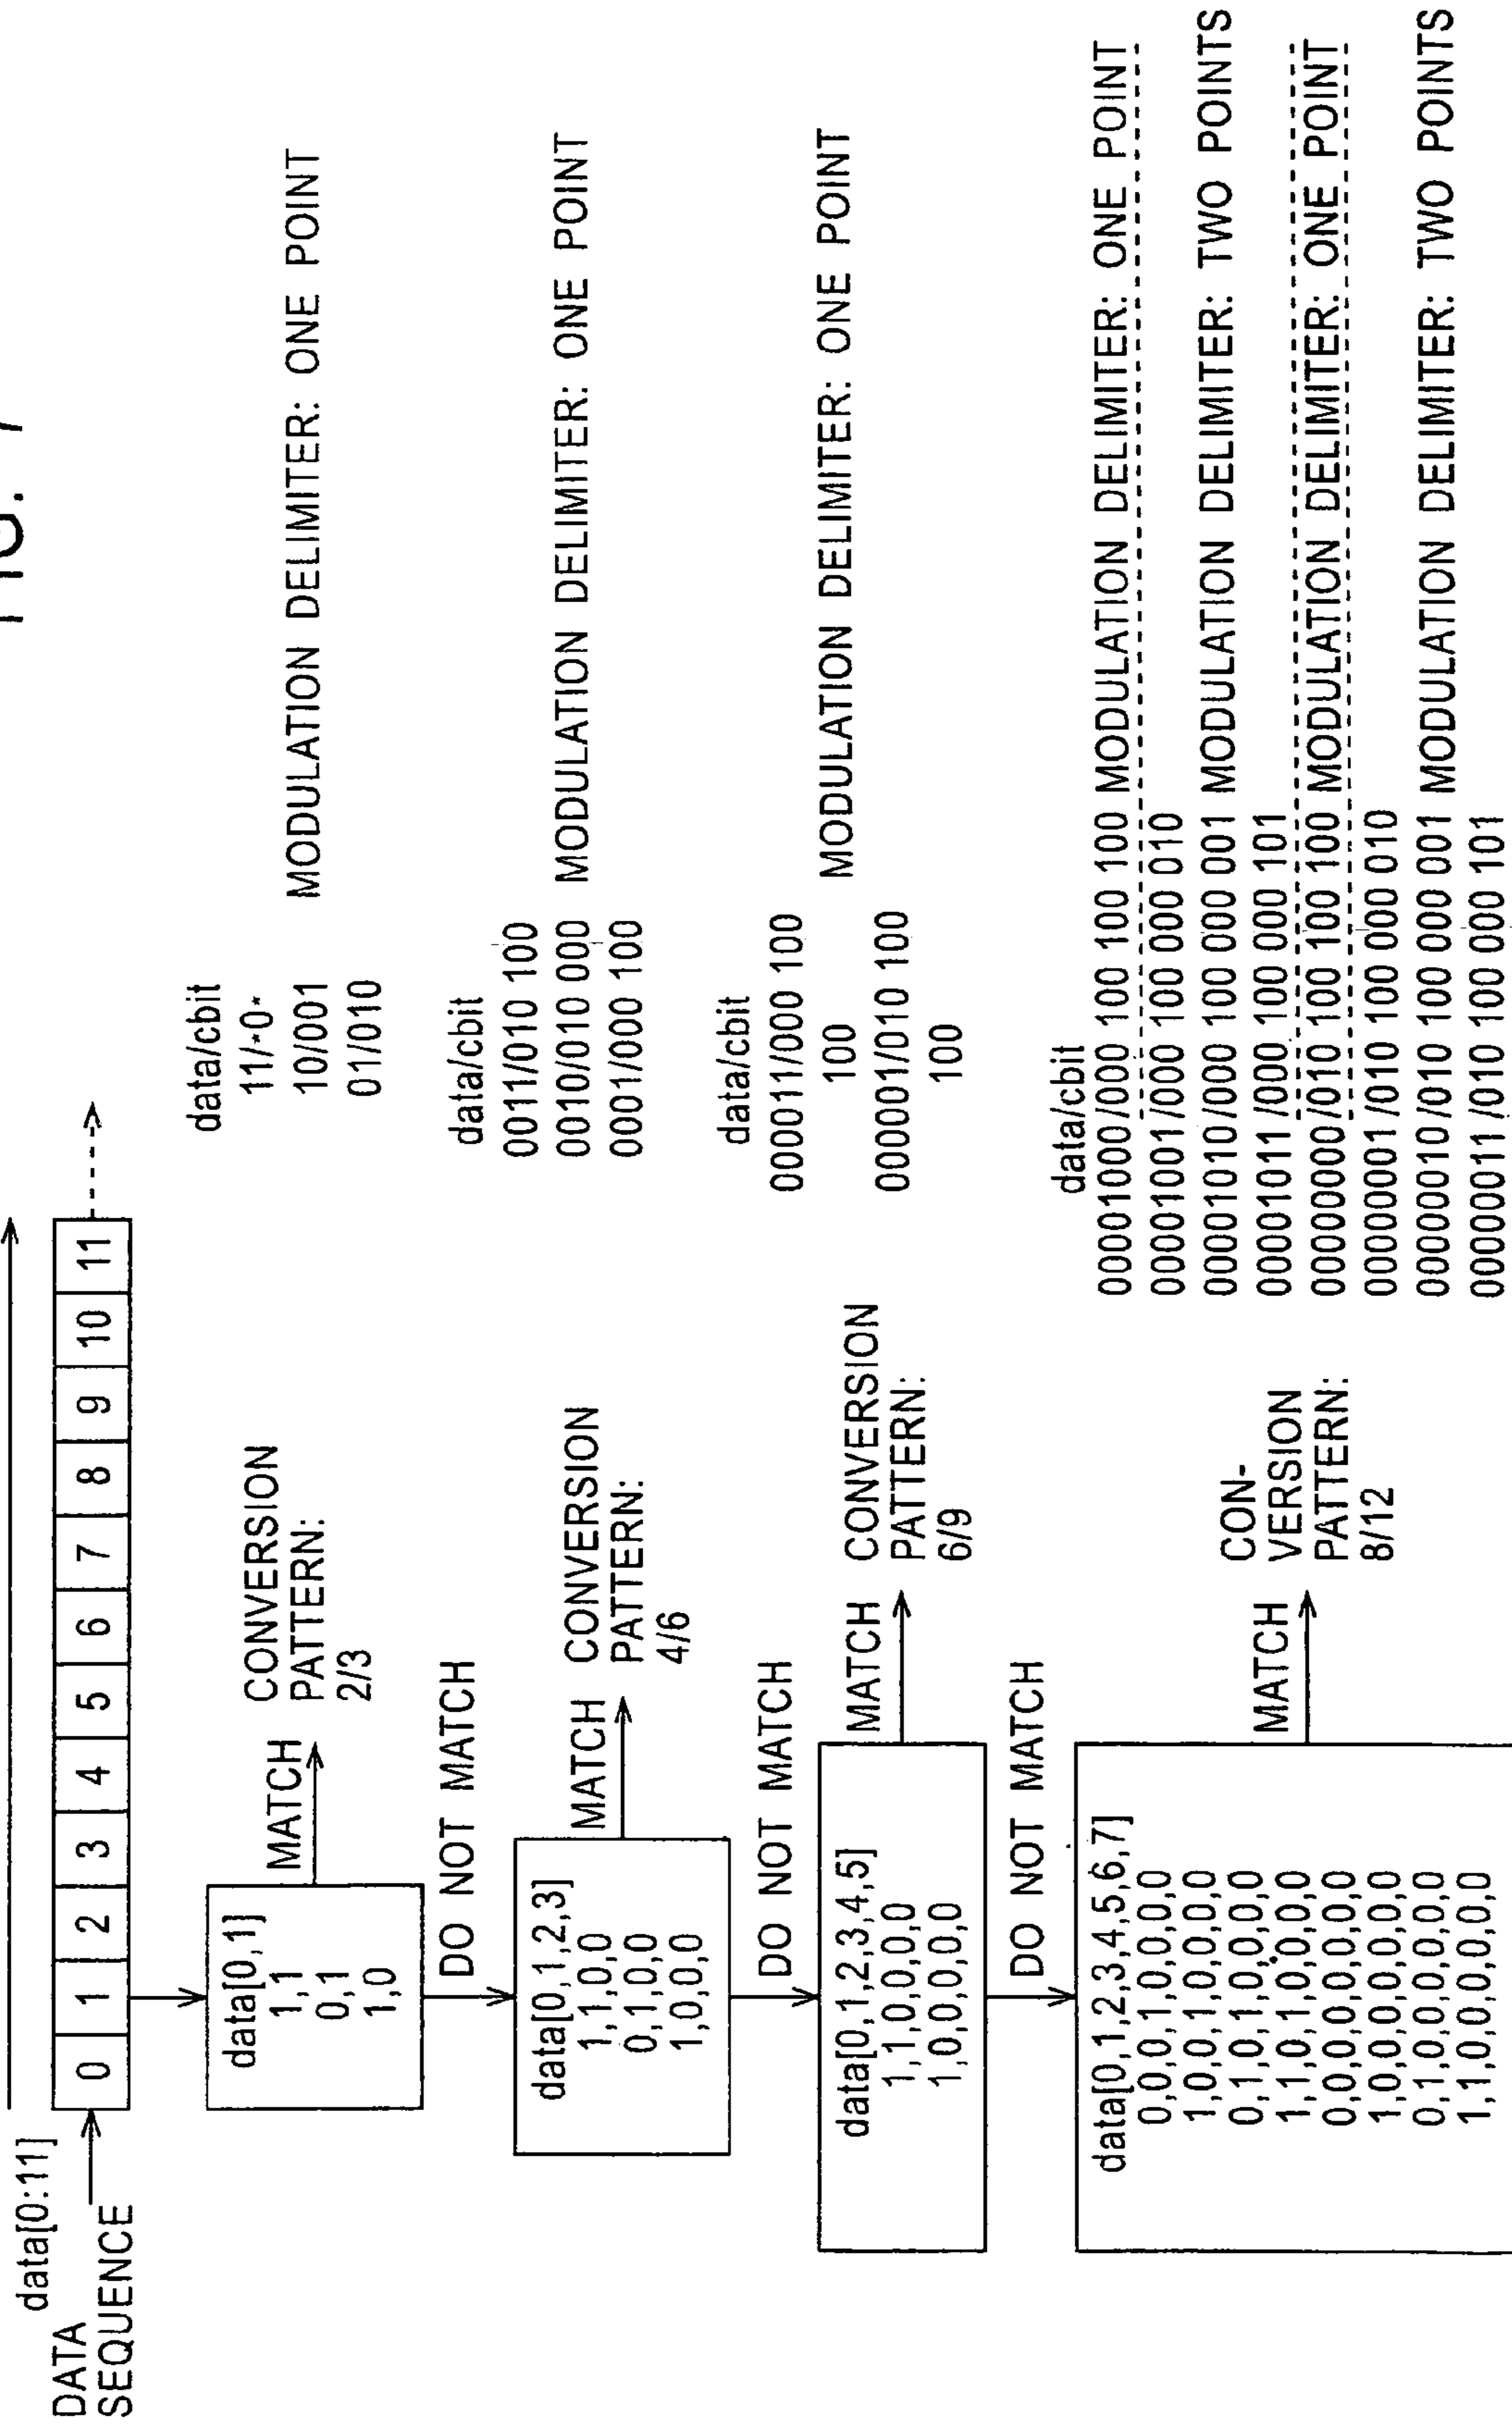 FIG. 7
data[0:11]
DATA
SEQUENCE
0 1 2 3 4 5 6 7 8 9 10 11
data[0,1]
1,1
0,1
1,0
MATCH
CONVERSION
PATTERN:
2/3
data/cbit
11/*0*
10/001
01/010
MODULATION DELIMITER: ONE POINT
DO NOT MATCH
data[0,1,2,3]
1,1,0,0
0,1,0,0
1,0,0,0
MATCH
CONVERSION
PATTERN:
4/6
data/cbit
0011/010 100
0010/010 000
0001/000 100
MODULATION DELIMITER: ONE POINT
DO NOT MATCH
data[0,1,2,3,4,5]
1,1,0,0,0,0
1,0,0,0,0,0
MATCH
CONVERSION
PATTERN:
6/9
data/cbit
000011/000 100
100
000001/010 100
100
MODULATION DELIMITER: ONE POINT
DO NOT MATCH
data[0,1,2,3,4,5,6,7]
0,0,0,1,0,0,0,0
1,0,0,1,0,0,0,0
0,1,0,1,0,0,0,0
1,1,0,1,0,0,0,0
0,0,0,0,0,0,0,0
1,0,0,0,0,0,0,0
0,1,0,0,0,0,0,0
1,1,0,0,0,0,0,0
MATCH
CON-
VERSION
PATTERN:
8/12
data/cbit
00001000/000 100 100 100 MODULATION DELIMITER: ONE POINT
00001001/000 100 000 010
00001010/000 100 000 001 MODULATION DELIMITER: TWO POINTS
00001011/000 100 000 101
00000000/010 100 100 100 MODULATION DELIMITER: ONE POINT
00000001/010 100 000 010
00000010/010 100 000 001 MODULATION DELIMITER: TWO POINTS
00000011/010 100 000 101